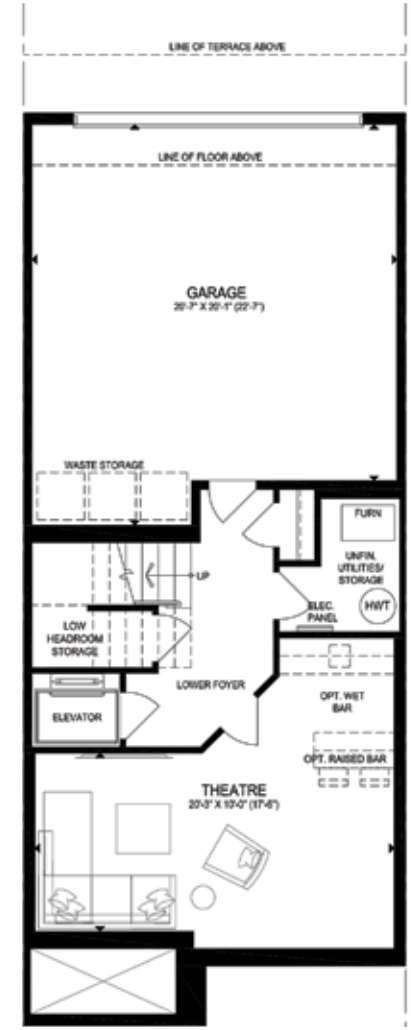 LINE OF TERRACE ABOVE
LINE OF FLOOR ABOVE
GARAGE
20'-7" X 20'-1" (22'-7")
WASTE STORAGE
FURN
UNFIN.
UTILITIES/
STORAGE
UP
ELEC.
PANEL
HWT
LOW
HEADROOM
STORAGE
LOWER FOYER
ELEVATOR
OPT. WET
BAR
OPT. RAISED BAR
THEATRE
20'-3" X 10'-0" (17'-6")